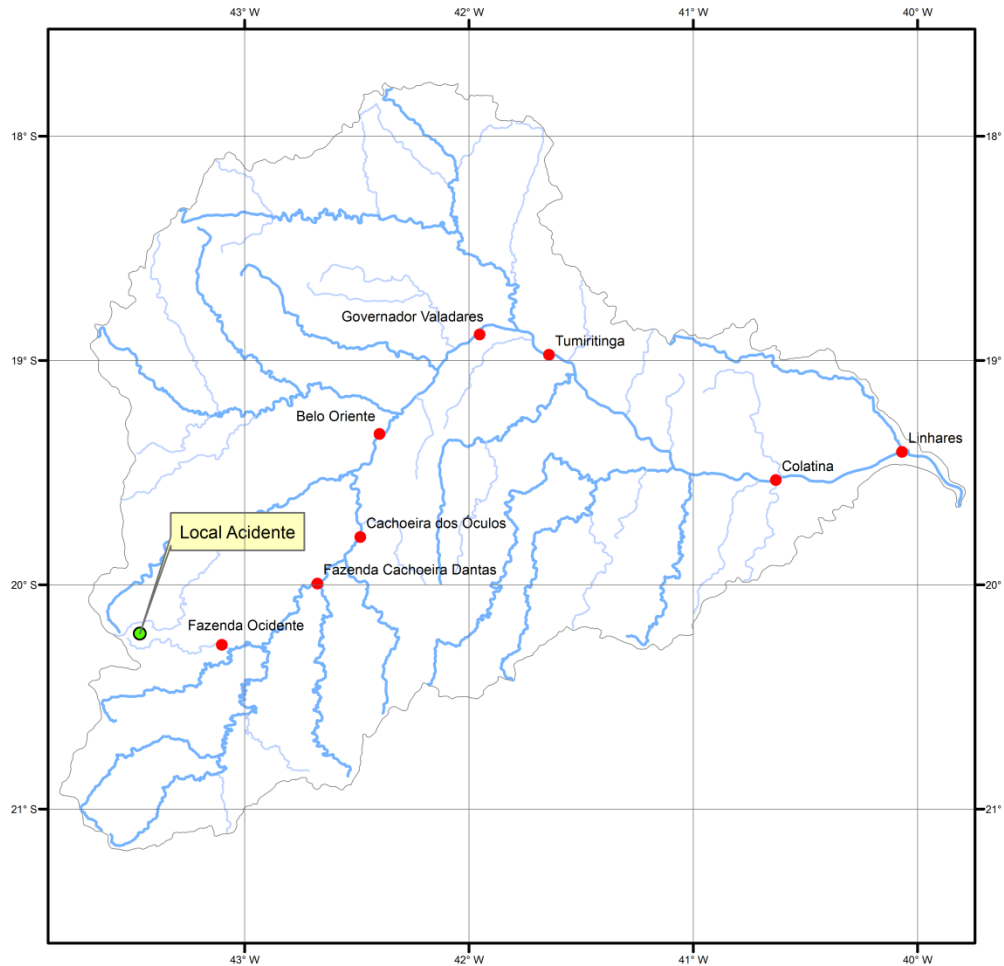 43° W
42° W
41° W
40° W
18° S
18°
Governador Valadares
Tumiritinga
19° S
19°
Belo Oriente
Linhares
Colatina
Local Acidente
Cachoeira dos Óculos
Fazenda Cachoeira Dantas
20° S
20°
Fazenda Ocidente
21° S
21°
43° W
42° W
41° W
40° W